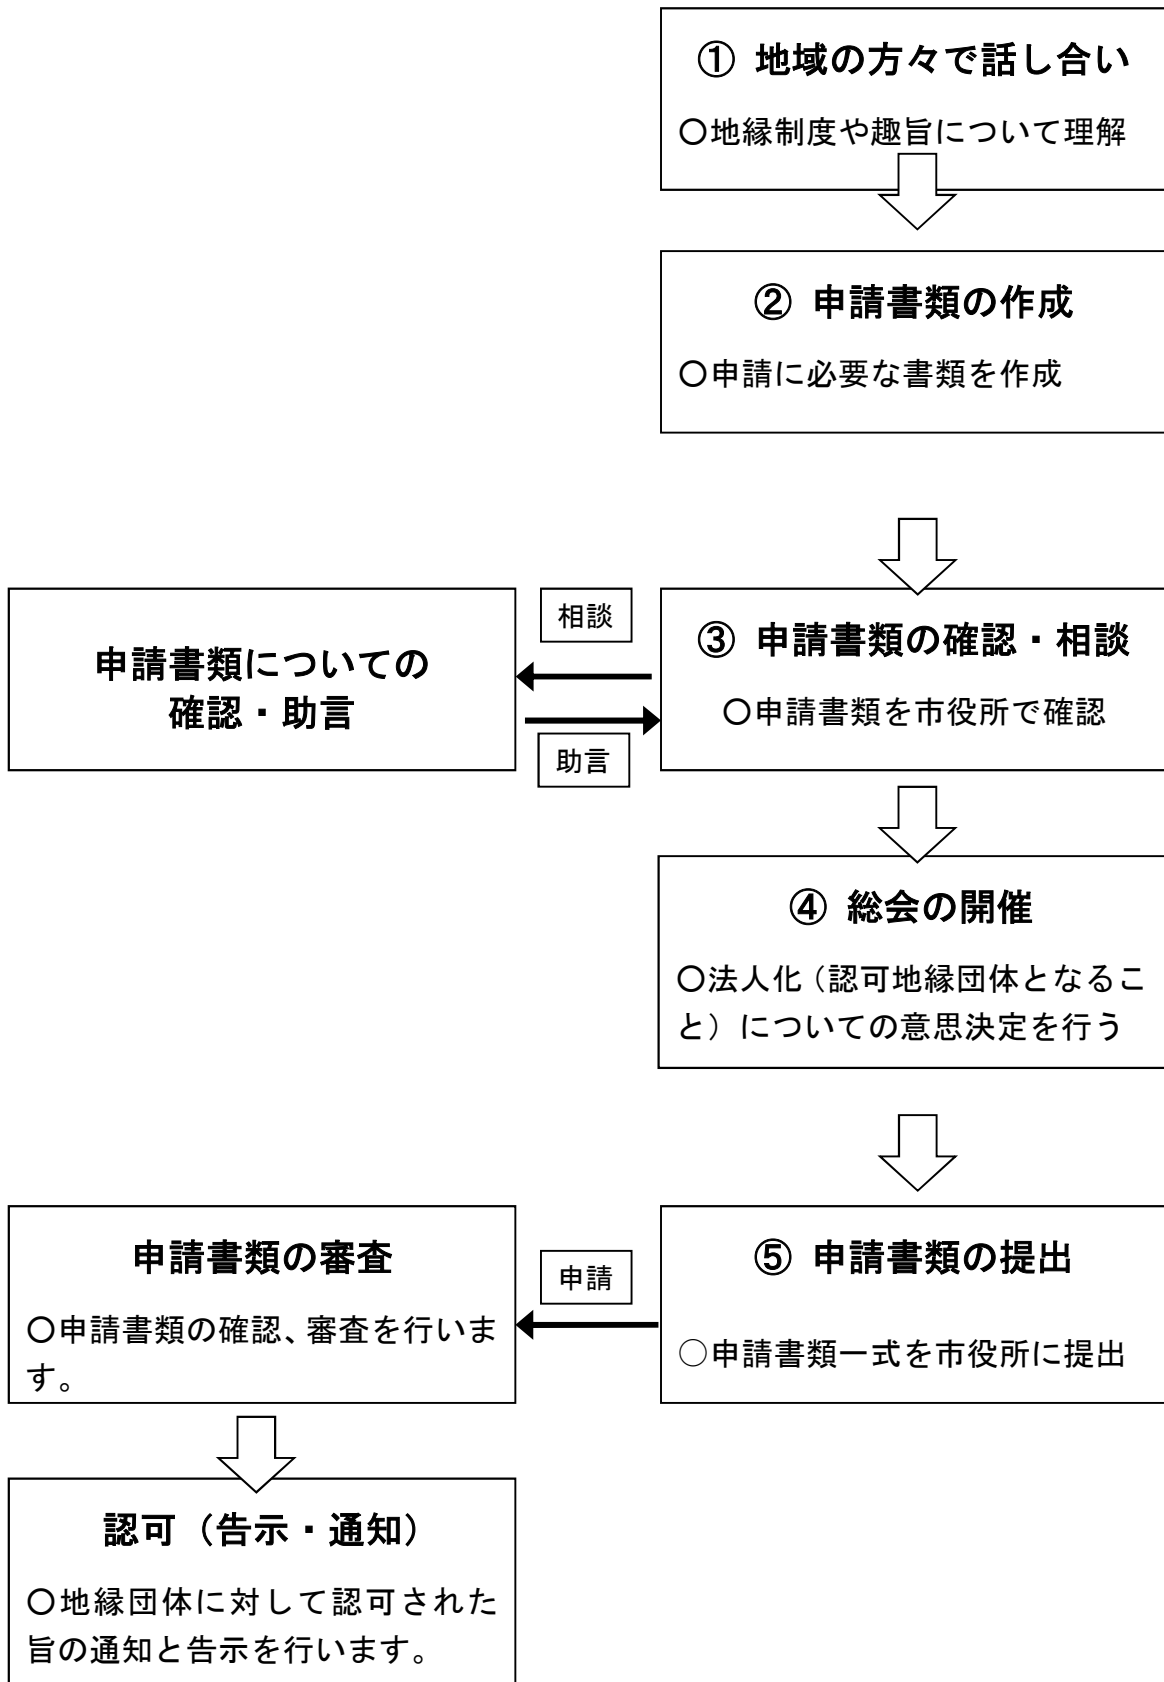 ① 地域の方々で話し合い
〇地縁制度や趣旨について理解
② 申請書類の作成
〇申請に必要な書類を作成
③ 申請書類の確認・相談
〇申請書類を市役所で確認
相談
助言
申請書類についての
確認・助言
④ 総会の開催
〇法人化（認可地縁団体となるこ
と）についての意思決定を行う
⑤ 申請書類の提出
○申請書類一式を市役所に提出
申請
申請書類の審査
〇申請書類の確認、審査を行いま
す。
認可（告示・通知）
〇地縁団体に対して認可された
旨の通知と告示を行います。